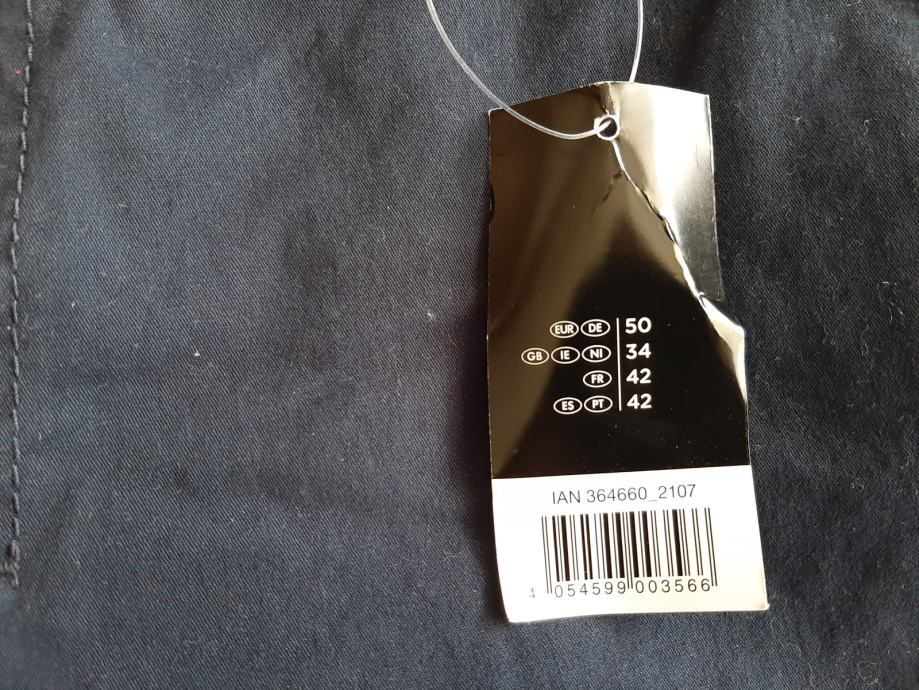 EUR DE 50
GB IE NI 34
FR 42
ES PT 42
IAN 364660_2107
4 054599 003566